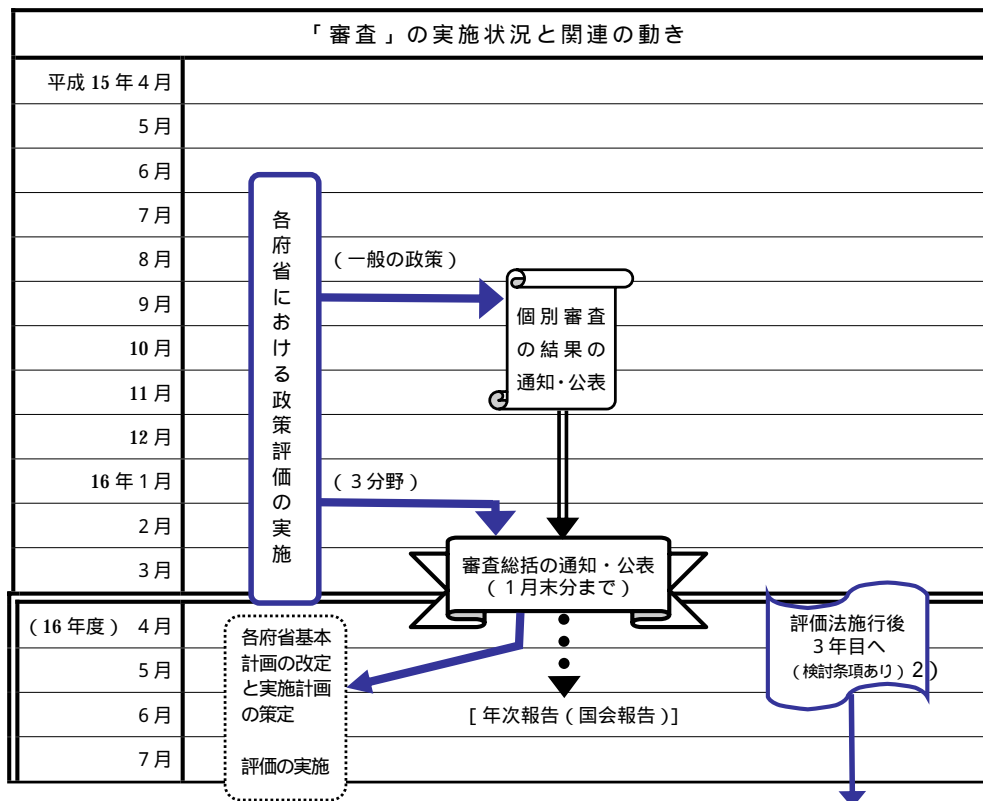 「審査」の実施状況と関連の動き
平成15年4月
5月
6月
7月
8月
9月
10月
11月
12月
16年1月
2月
3月
(16年度) 4月
5月
6月
7月
各府省における政策評価の実施
(一般の政策)
個別審査
の結果の
通知・公表
(3分野)
審査総括の通知・公表
(1月末分まで)
各府省基本
計画の改定
と実施計画
の策定
評価の実施
[年次報告(国会報告)]
評価法施行後
3年目へ
(検討条項あり) 2)